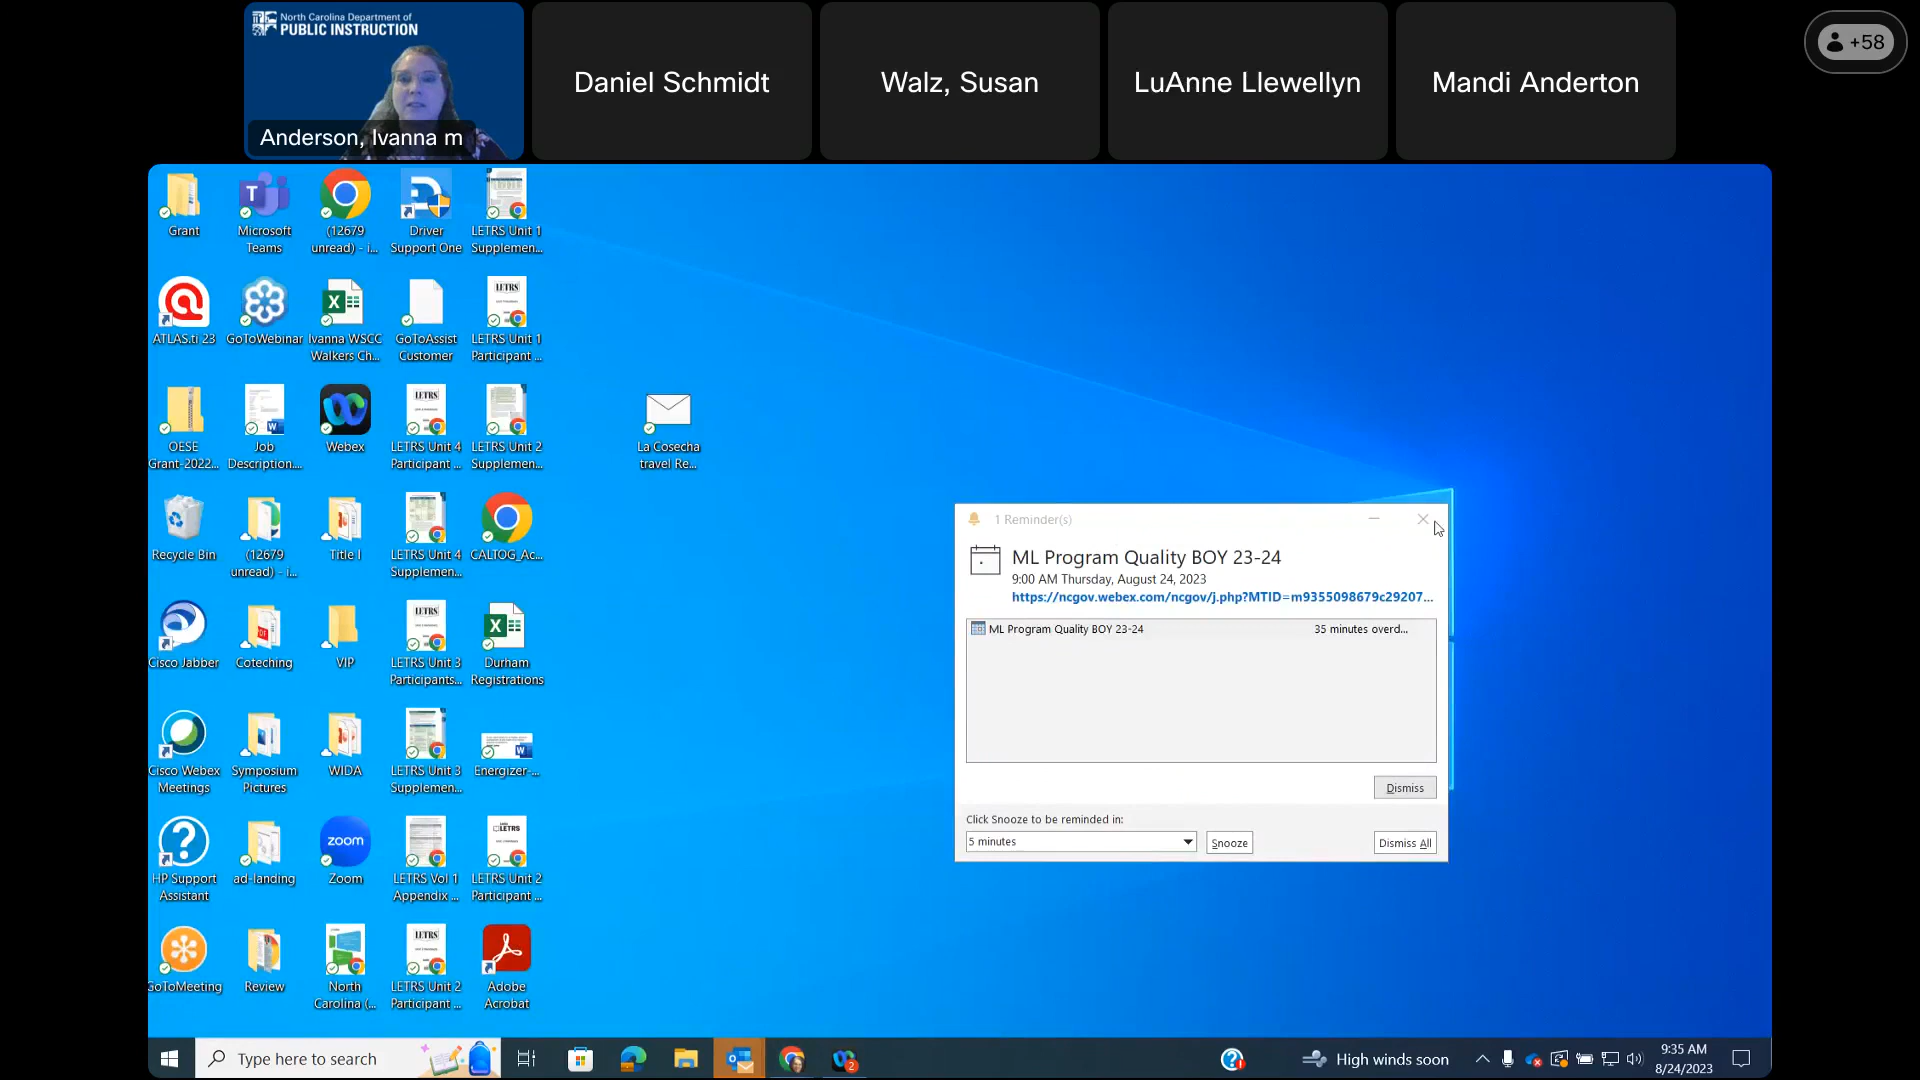 North Carolina Department of
PUBLIC INSTRUCTION
Anderson, Ivanna m
Daniel Schmidt
Walz, Susan
LuAnne Llewellyn
Mandi Anderton
+58
Grant
Microsoft
Teams
(12679
unread) - i...
Driver
Support One
LETRS Unit 1
Supplemen...
ATLAS.ti 23
GoToWebinar
Ivanna WSCC
Walkers Ch...
GoToAssist
Customer
LETRS
LETRS Unit 1
Participant ...
OESE
Grant-2022...
Job
Description....
Webex
LETRS
LETRS Unit 4
Participant ...
LETRS Unit 2
Supplemen...
La Cosecha
travel Re...
Recycle Bin
(12679
unread) - i...
Title I
LETRS Unit 4
Supplemen...
CALTOG_Ac...
Cisco Jabber
PDF
Coteching
VIP
LETRS
LETRS Unit 3
Participants...
Durham
Registrations
Cisco Webex
Meetings
Symposium
Pictures
WIDA
LETRS Unit 3
Supplemen...
Energizer-...
HP Support
Assistant
ad-landing
zoom
Zoom
LETRS Vol 1
Appendix ...
LETRS
LETRS Unit 2
Participant ...
GoToMeeting
Review
North
Carolina (...
LETRS
LETRS Unit 2
Participant ...
Adobe
Acrobat
1 Reminder(s)
ML Program Quality BOY 23-24
9:00 AM Thursday, August 24, 2023
https://ncgov.webex.com/ncgov/j.php?MTID=m9355098679c29207...
ML Program Quality BOY 23-24
35 minutes overd...
Dismiss
Click Snooze to be reminded in:
5 minutes
Snooze
Dismiss All
Type here to search
2
High winds soon
9:35 AM
8/24/2023